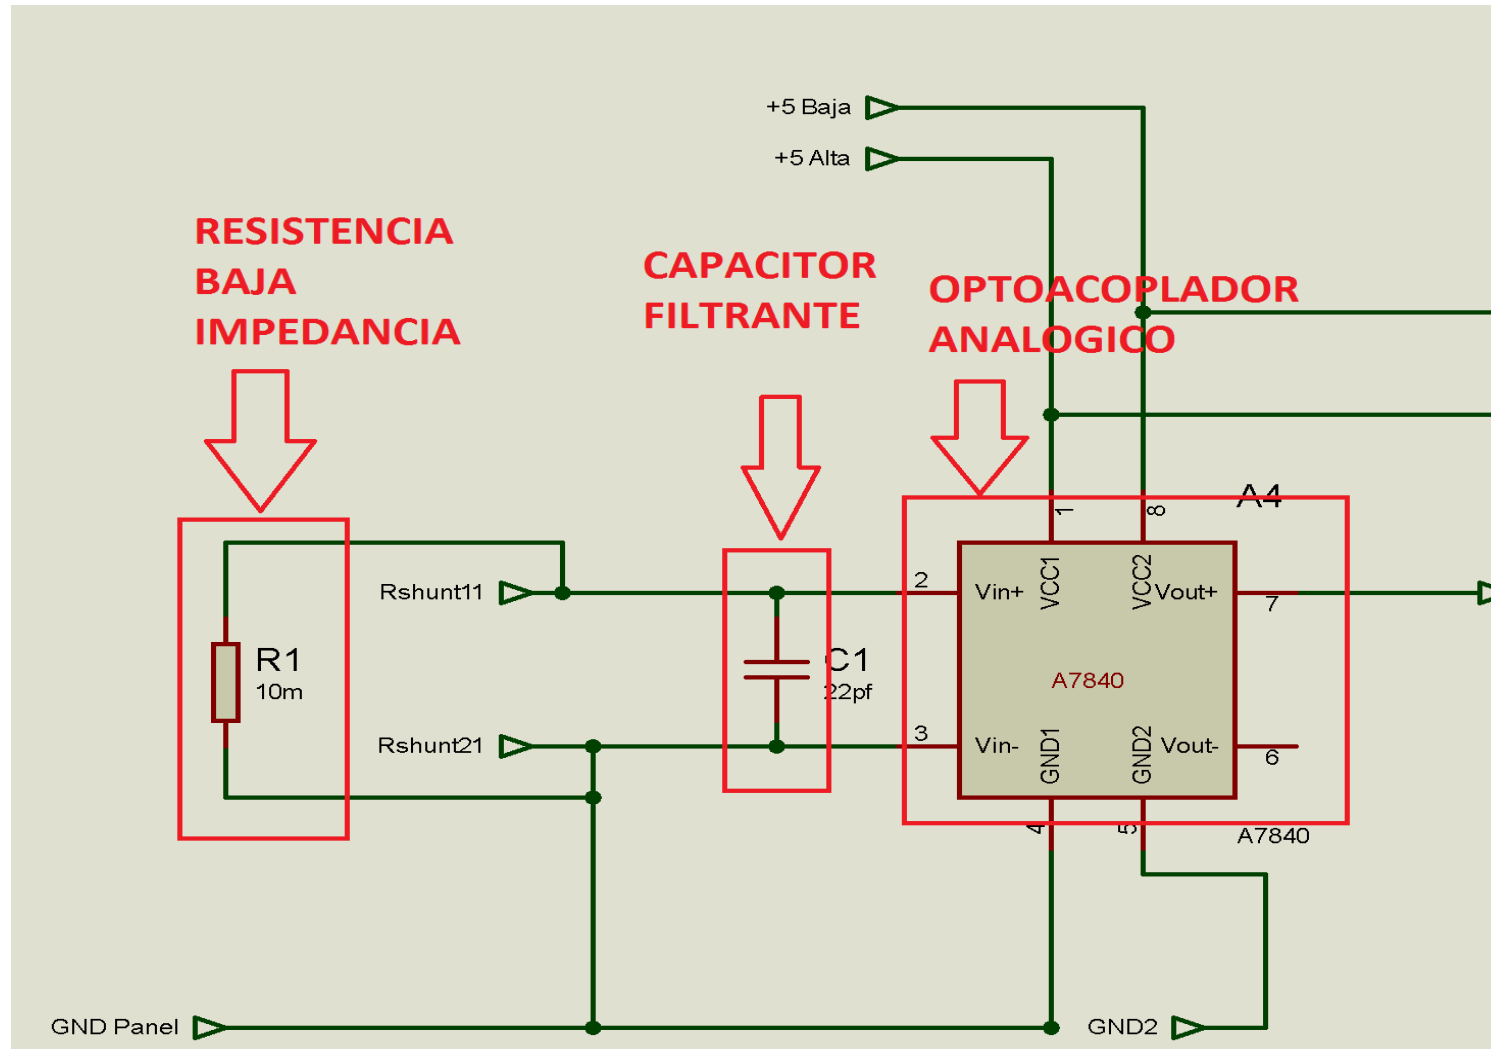 +5 Baja
+5 Alta
RESISTENCIA
BAJA
IMPEDANCIA
CAPACITOR
FILTRANTE
OPTOACOPLADOR
ANALOGICO
A4
1
8
Rshunt11
2
Vin+
VCC1
VCC2
Vout+
7
R1
10m
C1
22pf
A7840
Rshunt21
3
Vin-
GND1
GND2
Vout-
6
4
5
A7840
GND Panel
GND2